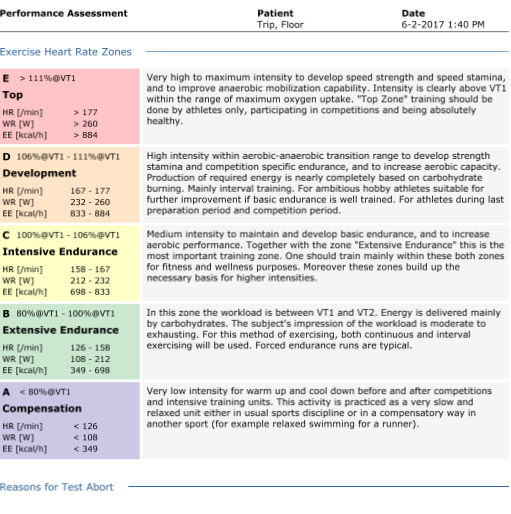 Performance Assessment Patient Date
Trip, Floor 6-2-2017 1:40 PM
Exercise Heart Rate Zones
E > 111%@VT1
Top
HR [/min] > 177
WR [W] > 260
EE [kcal/h] > 884
Very high to maximum intensity to develop speed strength and speed stamina,
and to improve anaerobic mobilization capability. Intensity is clearly above VT1
within the range of maximum oxygen uptake. "Top Zone" training should be
done by athletes only, participating in competitions and being absolutely
healthy.
D 106%@VT1 - 111%@VT1
Development
HR [/min] 167 - 177
WR [W] 232 - 260
EE [kcal/h] 833 - 884
High intensity within aerobic-anaerobic transition range to develop strength
stamina and competition specific endurance, and to increase aerobic capacity.
Production of required energy is nearly completely based on carbohydrate
burning. Mainly interval training. For ambitious hobby athletes suitable for
further improvement if basic endurance is well trained. For athletes during last
preparation period and competition period.
C 100%@VT1 - 106%@VT1
Intensive Endurance
HR [/min] 158 - 167
WR [W] 212 - 232
EE [kcal/h] 698 - 833
Medium intensity to maintain and develop basic endurance, and to increase
aerobic performance. Together with the zone "Extensive Endurance" this is the
most important training zone. One should train mainly within these both zones
for fitness and wellness purposes. Moreover these zones build up the
necessary basis for higher intensities.
B 80%@VT1 - 100%@VT1
Extensive Endurance
HR [/min] 126 - 158
WR [W] 108 - 212
EE [kcal/h] 349 - 698
In this zone the workload is between VT1 and VT2. Energy is delivered mainly
by carbohydrates. The subject's impression of the workload is moderate to
exhausting. For this method of exercising, both continuous and interval
exercising will be used. Forced endurance runs are typical.
A < 80%@VT1
Compensation
HR [/min] < 126
WR [W] < 108
EE [kcal/h] < 349
Very low intensity for warm up and cool down before and after competitions
and intensive training units. This activity is practiced as a very slow and
relaxed unit either in usual sports discipline or in a compensatory way in
another sport (for example relaxed swimming for a runner).
Reasons for Test Abort